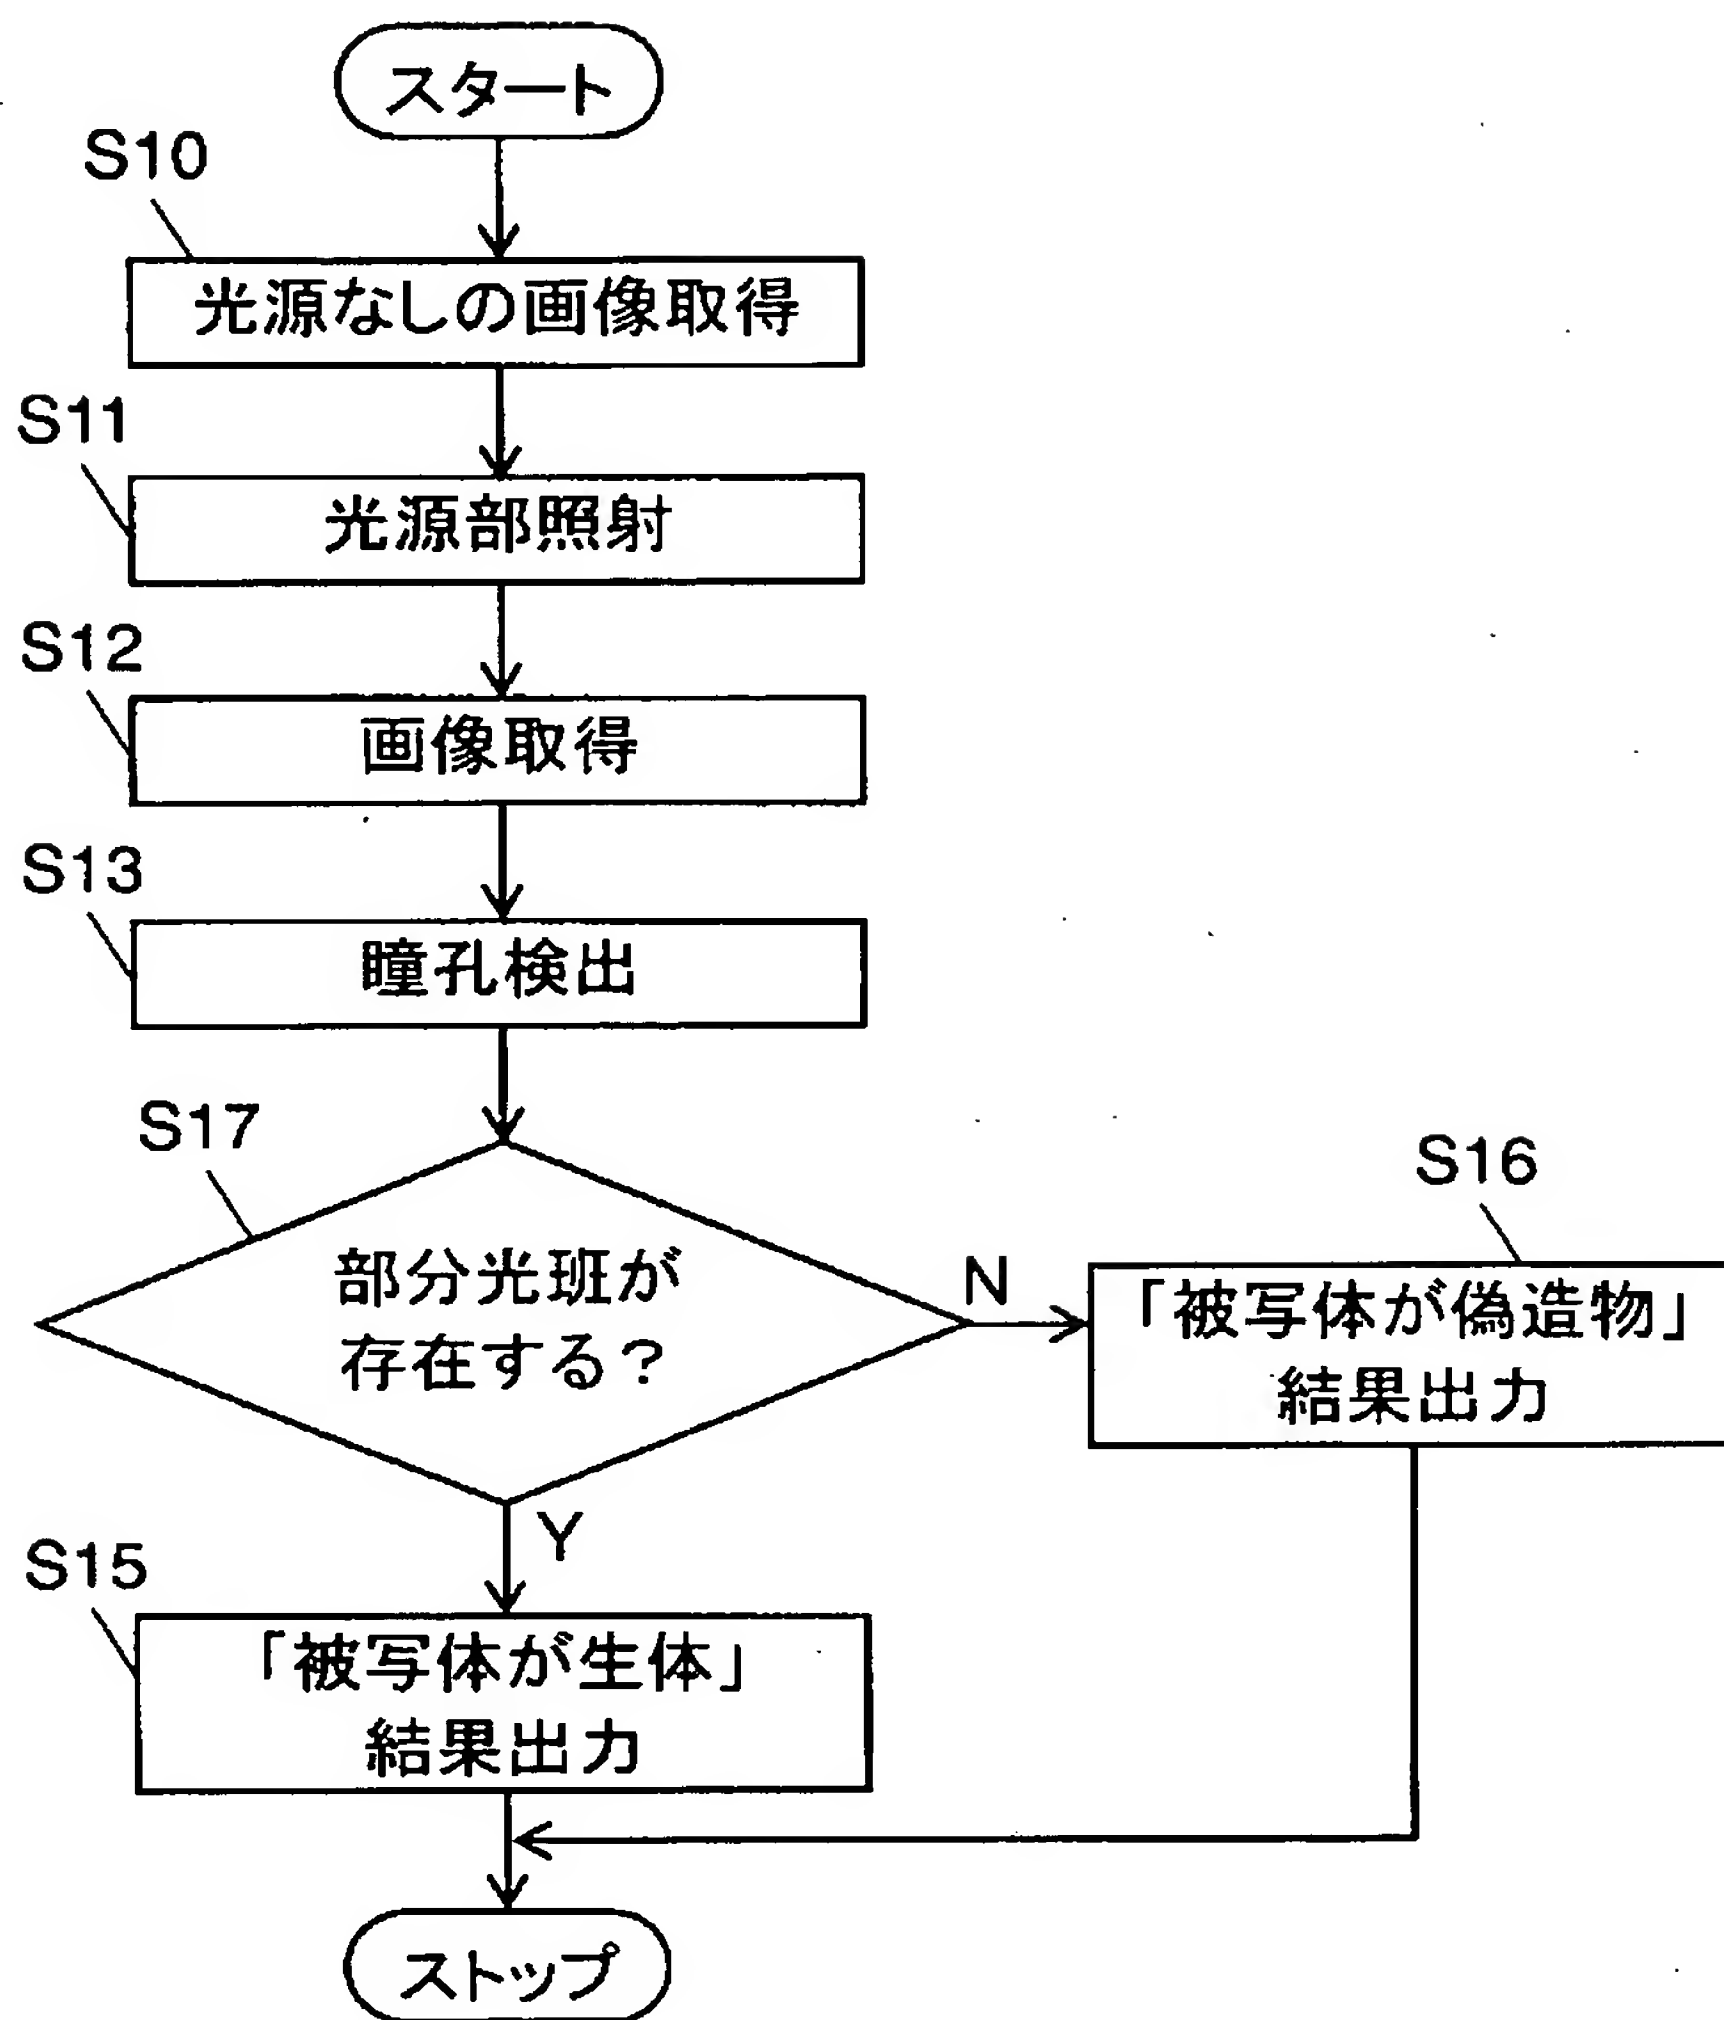 スタート
S10
光源なしの画像取得
S11
光源部照射
S12
画像取得
S13
瞳孔検出
S17
部分光班が
存在する?
N
S16
「被写体が偽造物」
結果出力
Y
S15
「被写体が生体」
結果出力
ストップ